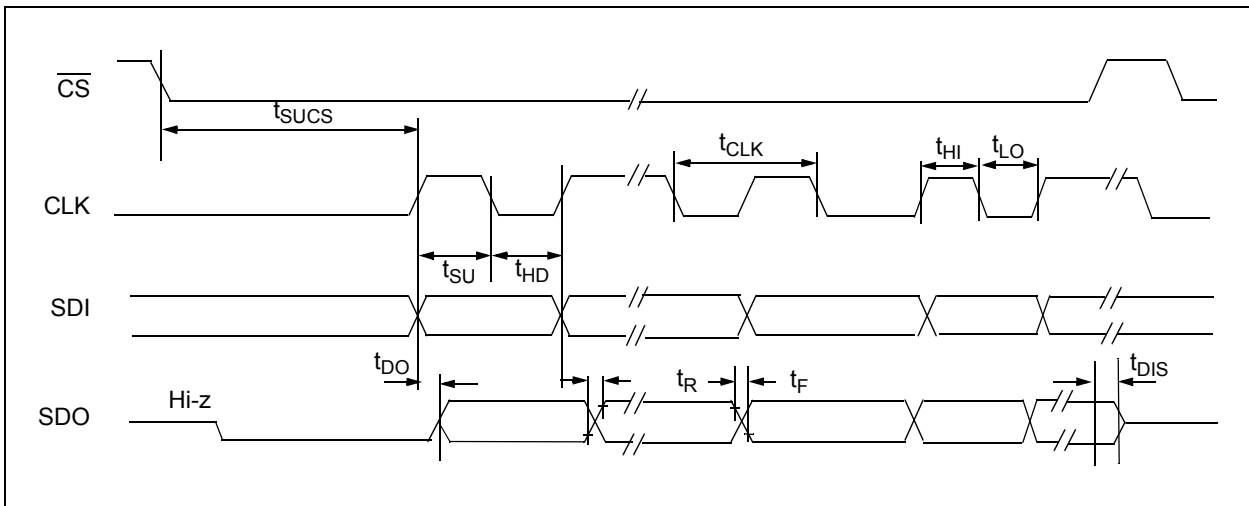 CS
tSUCS
tCLK
tHI
tLO
CLK
tSU
tHD
SDI
tDO
tR
tF
tDIS
Hi-z
SDO